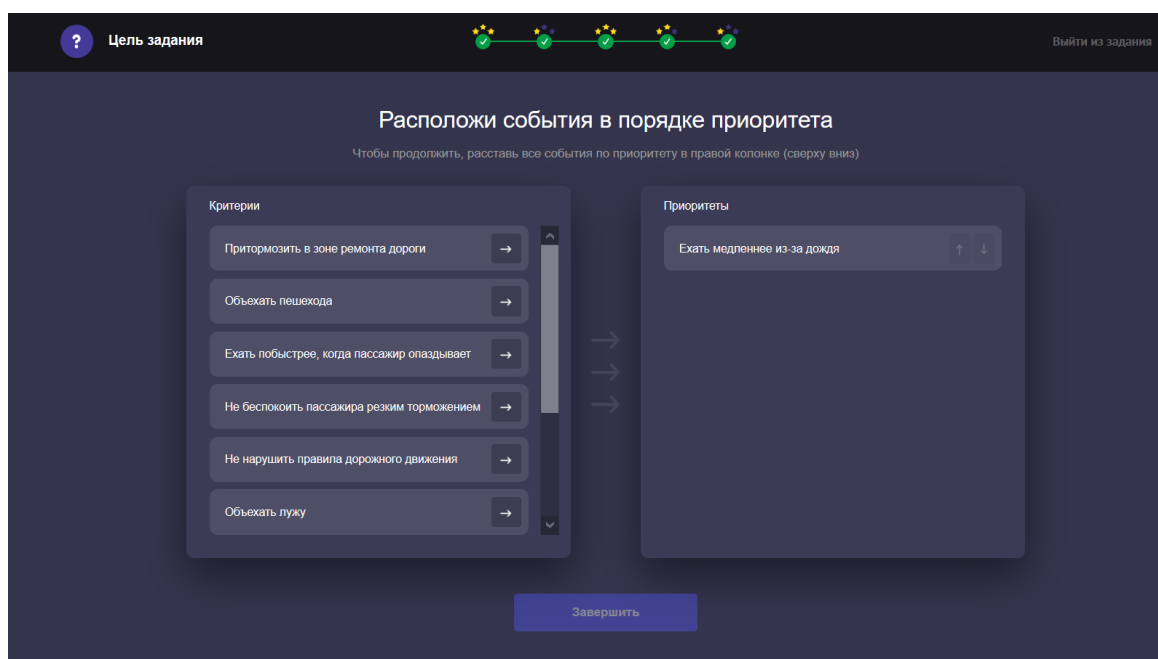 ?
Цель задания
Выйти из задания
Расположи события в порядке приоритета
Чтобы продолжить, расставь все события по приоритету в правой колонке (сверху вниз)
Критерии
Притормозить в зоне ремонта дороги
Объехать пешехода
Ехать побыстрее, когда пассажир опаздывает
Не беспокоить пассажира резким торможением
Не нарушить правила дорожного движения
Объехать лужу
Приоритеты
Ехать медленнее из-за дождя
Завершить